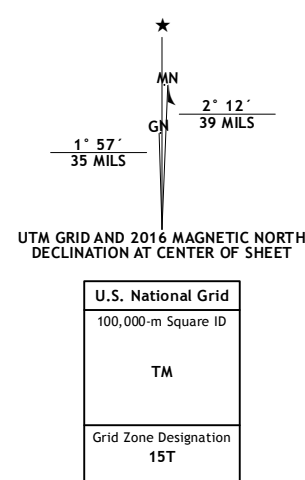 ★
MN
GN
2° 12´
39 MILS
1° 57´
35 MILS
UTM GRID AND 2016 MAGNETIC NORTH
DECLINATION AT CENTER OF SHEET
U.S. National Grid
100,000-m Square ID
TM
Grid Zone Designation
15T